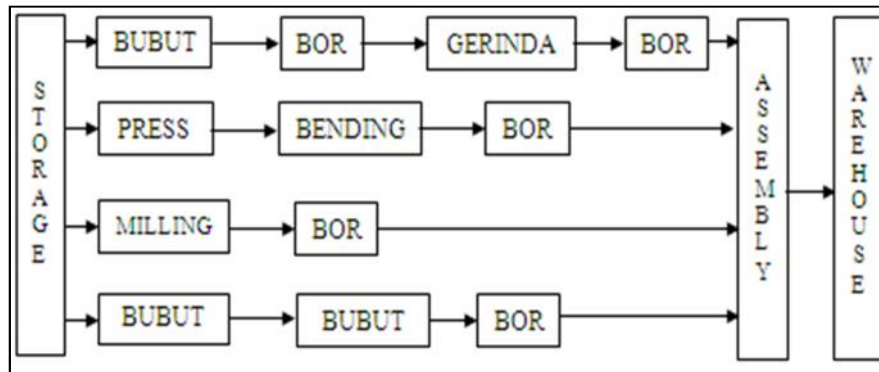 STORAGE
BUBUT BOR GERINDA BOR
PRESS BENDING BOR
MILLING BOR
BUBUT BUBUT BOR
ASSEMBLY
WAREHOUSE